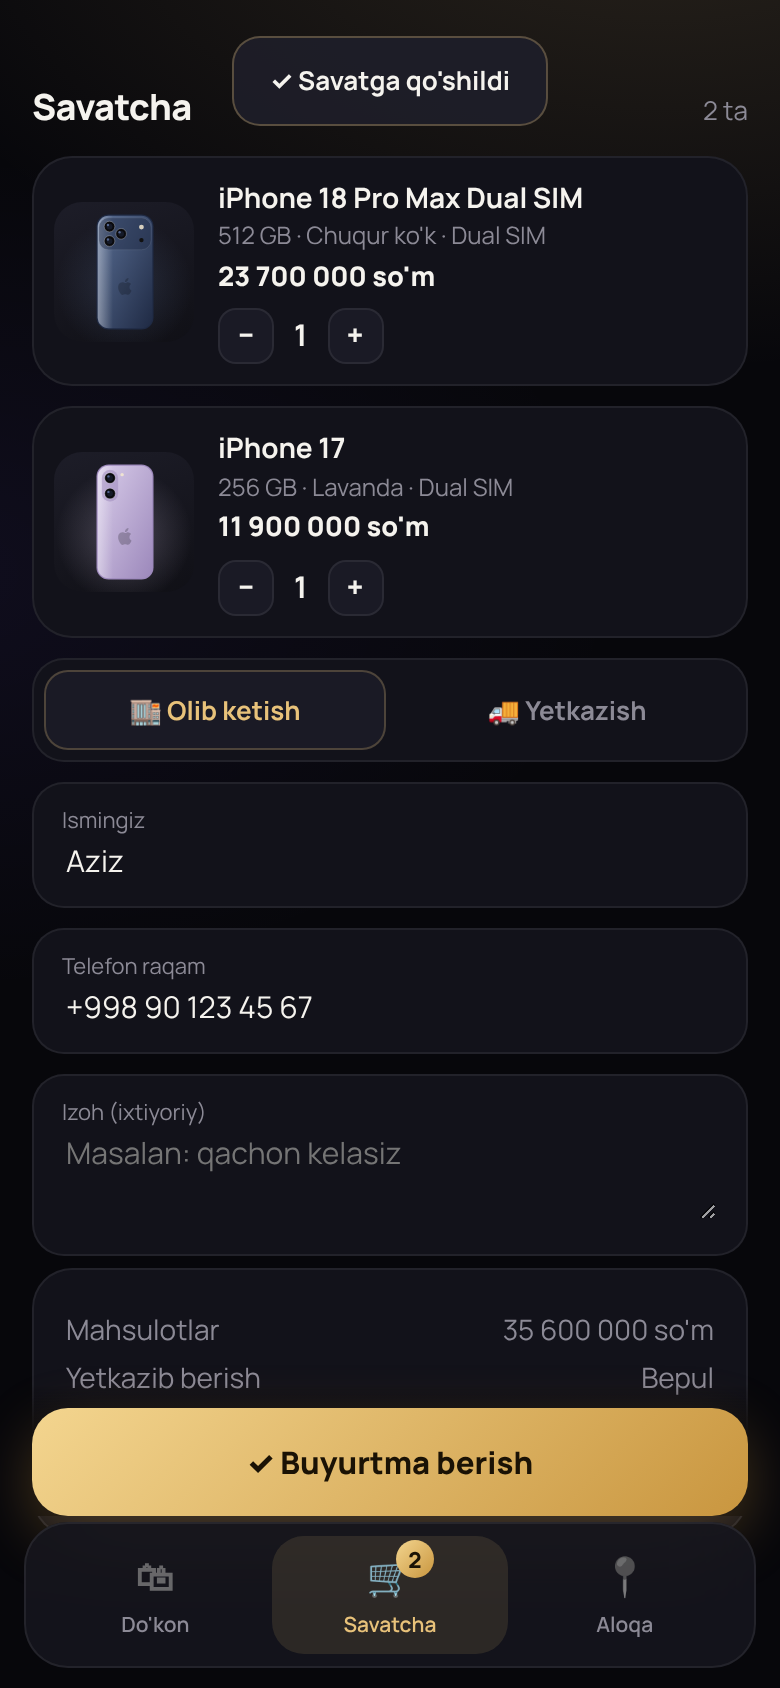 ✓ Savatga qo'shildi
Savatcha
2 ta
iPhone 18 Pro Max Dual SIM
512 GB · Chuqur ko'k · Dual SIM
23 700 000 so'm
− 1 +
iPhone 17
256 GB · Lavanda · Dual SIM
11 900 000 so'm
− 1 +
🏬 Olib ketish
🚚 Yetkazish
Ismingiz
Aziz
Telefon raqam
+998 90 123 45 67
Izoh (ixtiyoriy)
Masalan: qachon kelasiz
Mahsulotlar 35 600 000 so'm
Yetkazib berish Bepul
✓ Buyurtma berish
2
Do'kon Savatcha Aloqa